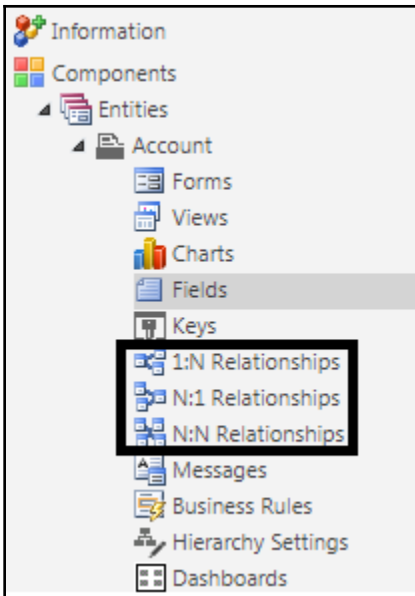 Information
Components
Entities
Account
Forms
Views
Charts
Fields
Keys
1:N Relationships
N:1 Relationships
N:N Relationships
Messages
Business Rules
Hierarchy Settings
Dashboards